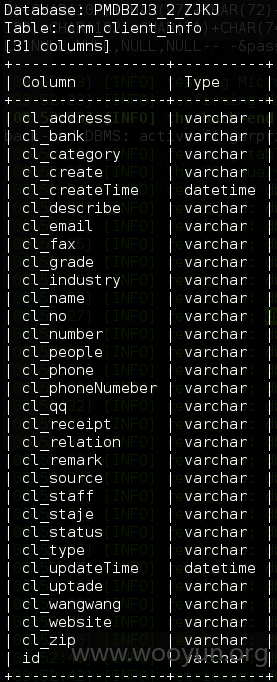 Database: PMDBZJ3_2_ZJKJ
Table: crm_client_info
[31 columns]
+----------------+----------+
| Column | Type |
+----------------+----------+
| cl_address | varchar |
| cl_bank | varchar |
| cl_category | varchar |
| cl_create | varchar |
| cl_createTime | datetime |
| cl_describe | varchar |
| cl_email | varchar |
| cl_fax | varchar |
| cl_grade | varchar |
| cl_industry | varchar |
| cl_name | varchar |
| cl_no | varchar |
| cl_number | varchar |
| cl_people | varchar |
| cl_phone | varchar |
| cl_phoneNumeber | varchar |
| cl_qq | varchar |
| cl_receipt | varchar |
| cl_relation | varchar |
| cl_remark | varchar |
| cl_source | varchar |
| cl_staff | varchar |
| cl_staje | varchar |
| cl_status | varchar |
| cl_type | varchar |
| cl_updateTime | datetime |
| cl_uptade | varchar |
| cl_wangwang | varchar |
| cl_website | varchar |
| cl_zip | varchar |
| id | varchar |
+----------------+----------+
www.wooyun.org